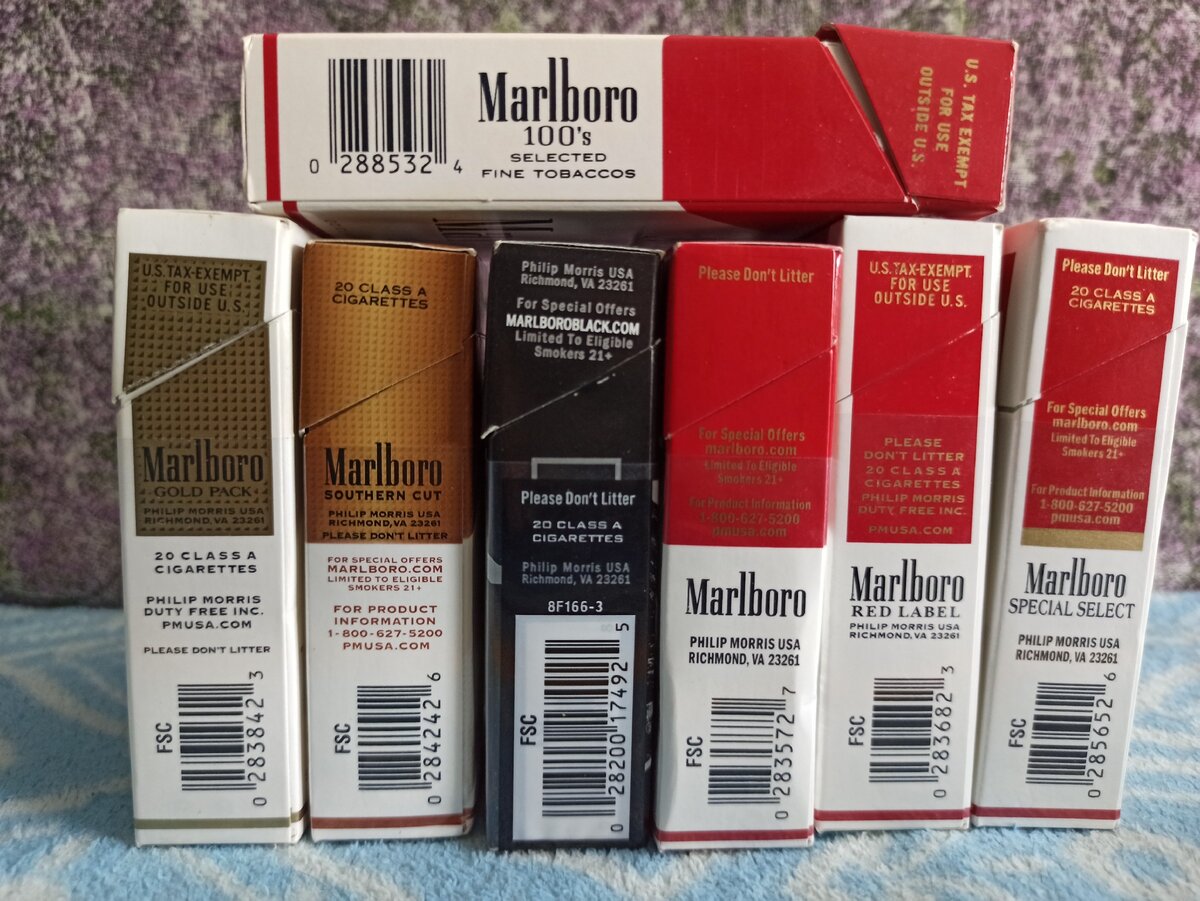 0 288532 4
Marlboro
100's
SELECTED
FINE TOBACCOS
U.S. TAX EXEMPT
FOR USE
OUTSIDE U.S.
U.S. TAX-EXEMPT.
FOR USE
OUTSIDE U.S.
Marlboro
GOLD PACK
PHILIP MORRIS USA
RICHMOND, VA 23261
20 CLASS A
CIGARETTES
PHILIP MORRIS
DUTY FREE INC.
PMUSA.COM
PLEASE DON'T LITTER
FSC
0 283842 3
20 CLASS A
CIGARETTES
Marlboro
SOUTHERN CUT
PHILIP MORRIS USA
RICHMOND, VA 23261
PLEASE DON'T LITTER
FOR SPECIAL OFFERS
MARLBORO.COM
LIMITED TO ELIGIBLE
SMOKERS 21+
FOR PRODUCT
INFORMATION
1-800-627-5200
PMUSA.COM
FSC
0 284242 6
Philip Morris USA
Richmond, VA 23261
For Special Offers
MARLBOROBLACK.COM
Limited To Eligible
Smokers 21+
Please Don't Litter
20 CLASS A
CIGARETTES
Philip Morris USA
Richmond, VA 23261
8F166-3
FSC
0 28200 17492 5
Please Don't Litter
For Special Offers
marlboro.com
Limited To Eligible
Smokers 21+
For Product Information
1-800-627-5200
pmusa.com
Marlboro
PHILIP MORRIS USA
RICHMOND, VA 23261
FSC
0 283572 7
U.S. TAX-EXEMPT.
FOR USE
OUTSIDE U.S.
PLEASE
DON'T LITTER
20 CLASS A
CIGARETTES
PHILIP MORRIS
DUTY FREE INC.
PMUSA.COM
Marlboro
RED LABEL
PHILIP MORRIS USA
RICHMOND, VA 23261
FSC
0 283682 3
Please Don't Litter
20 CLASS A
CIGARETTES
For Special Offers
marlboro.com
Limited To Eligible
Smokers 21+
For Product Information
1-800-627-5200
pmusa.com
Marlboro
SPECIAL SELECT
PHILIP MORRIS USA
RICHMOND, VA 23261
FSC
0 285652 6